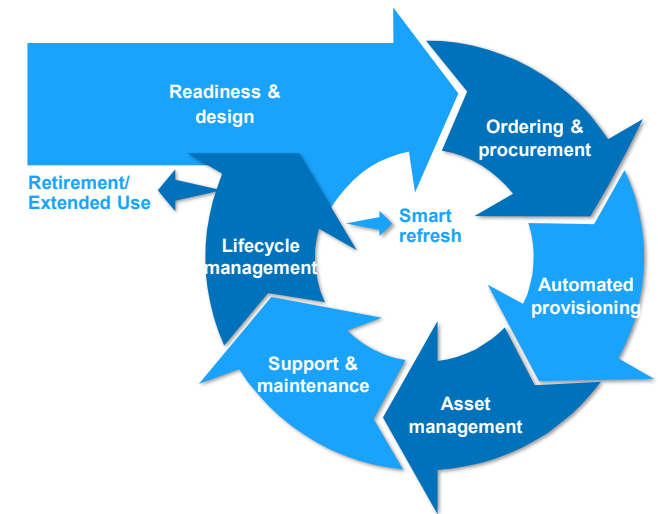 Readiness &
design
Ordering &
procurement
Automated
provisioning
Asset
management
Support &
maintenance
Lifecycle
management
Retirement/
Extended Use
Smart
refresh